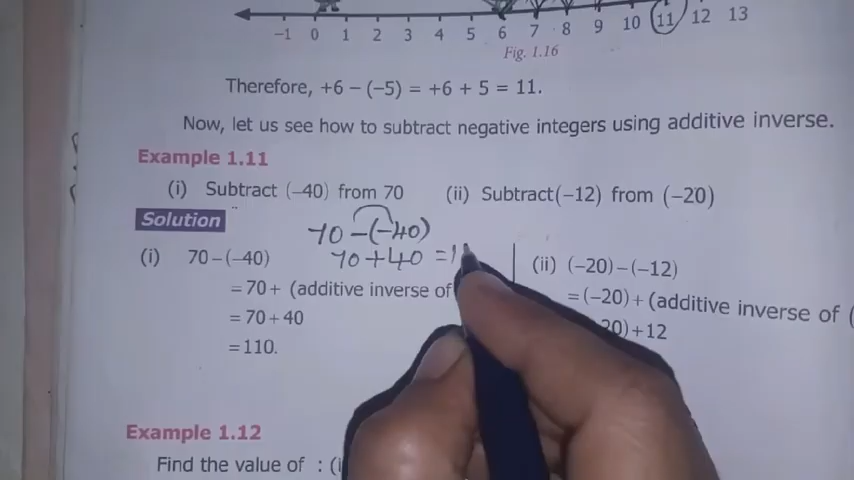 -1 0 1 2 3 4 5 6 7 8 9 10 11 12 13
Fig. 1.16
Therefore, +6 – (–5) = +6 + 5 = 11.
Now, let us see how to subtract negative integers using additive inverse.
Example 1.11
(i) Subtract (–40) from 70 (ii) Subtract(–12) from (–20)
Solution
70 –(–40)
70+40 =1
(i) 70–(–40)
=70+ (additive inverse of
=70+40
=110.
(ii) (–20)–(–12)
=(–20)+(additive inverse of (
20)+12
Example 1.12
Find the value of : (i